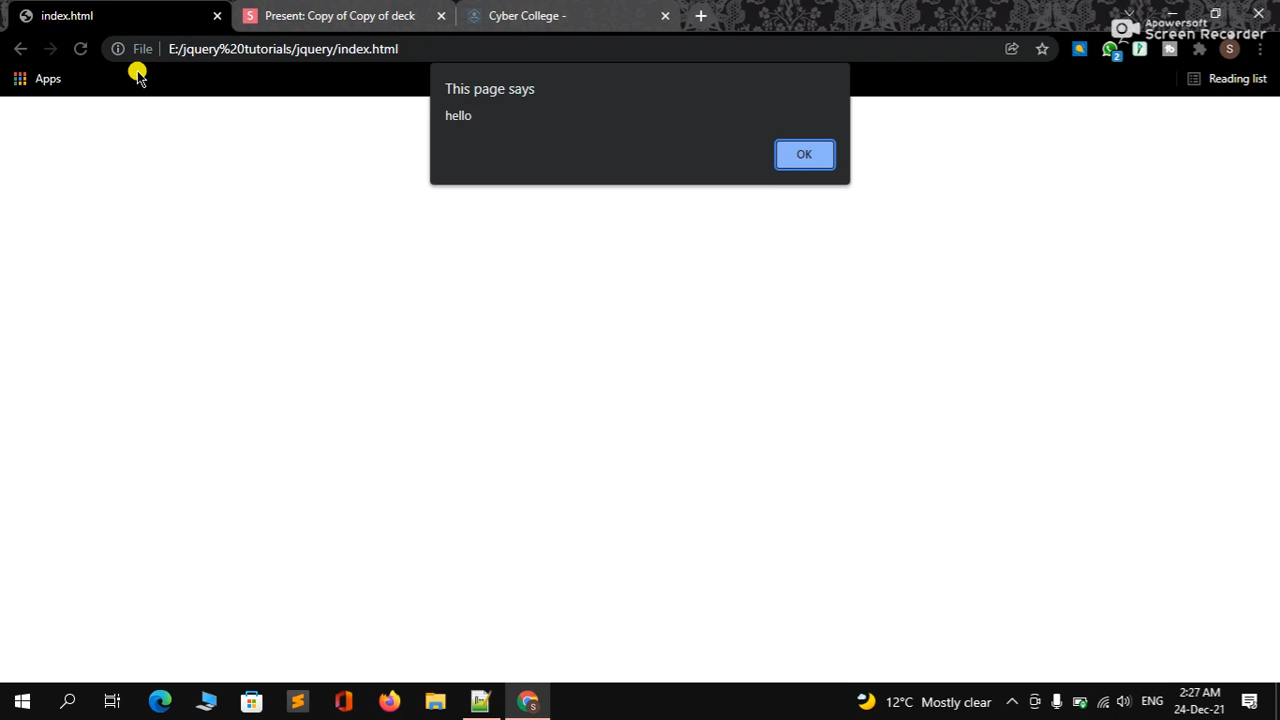 index.html
S Present: Copy of Copy of deck
Cyber College -
Apowersoft
Screen Recorder
File
E:/jquery%20tutorials/jquery/index.html
2
S
Apps
Reading list
This page says
hello
OK
S
12°C Mostly clear
ENG
2:27 AM
24-Dec-21